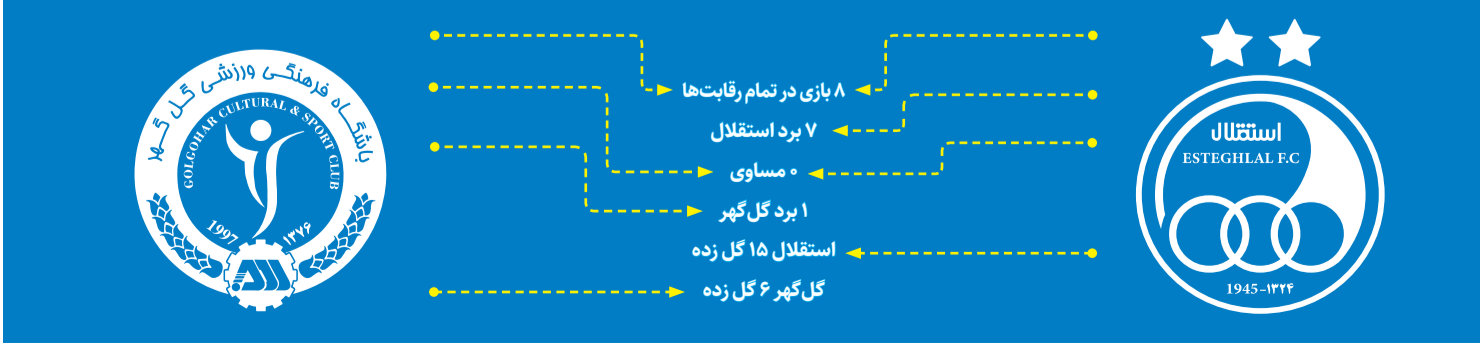 باشگاه فرهنگی ورزشی گل گهر
GOLGOHAR CULTURAL & SPORT CLUB
1997
۱۳۷۶
۸ بازی در تمام رقابت‌ها
۷ برد استقلال
۰ مساوی
۱ برد گل‌گهر
استقلال ۱۵ گل زده
گل‌گهر ۶ گل زده
استقلال
ESTEGHLAL F.C
1945-۱۳۲۴